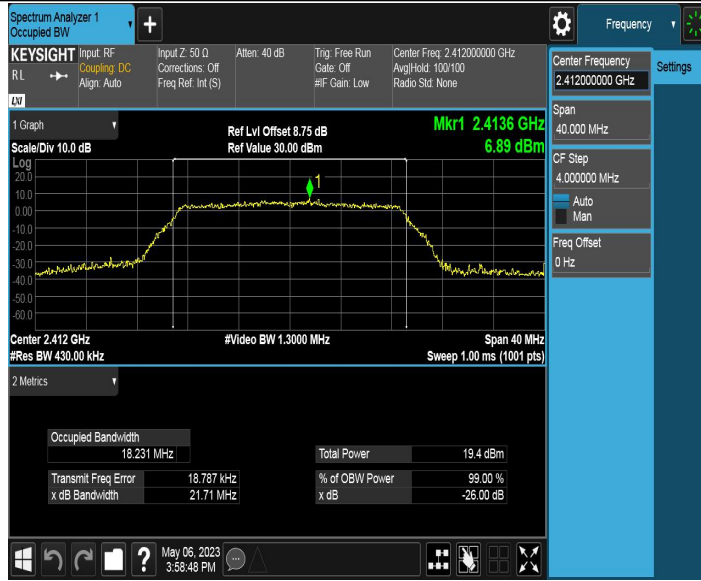 Spectrum Analyzer 1
Occupied BW
+
Frequency
KEYSIGHT
RL
LXI
Input: RF
Coupling: DC
Align: Auto
Input Z: 50 Ω
Corrections: Off
Freq Ref: Int (S)
Atten: 40 dB
Trig: Free Run
Gate: Off
#IF Gain: Low
Center Freq: 2.412000000 GHz
Avg|Hold: 100/100
Radio Std: None
Center Frequency
2.412000000 GHz
Settings
Span
40.000 MHz
CF Step
4.000000 MHz
Auto
Man
Freq Offset
0 Hz
1 Graph
Scale/Div 10.0 dB
Ref Lvl Offset 8.75 dB
Ref Value 30.00 dBm
Mkr1 2.4136 GHz
6.89 dBm
Log
20.0
10.0
0.00
-10.0
-20.0
-30.0
-40.0
-50.0
-60.0
1
Center 2.412 GHz
#Video BW 1.3000 MHz
Span 40 MHz
#Res BW 430.00 kHz
Sweep 1.00 ms (1001 pts)
2 Metrics
Occupied Bandwidth
18.231 MHz
Total Power 19.4 dBm
Transmit Freq Error 18.787 kHz
% of OBW Power 99.00 %
x dB Bandwidth 21.71 MHz
x dB -26.00 dB
?
May 06, 2023
3:58:48 PM